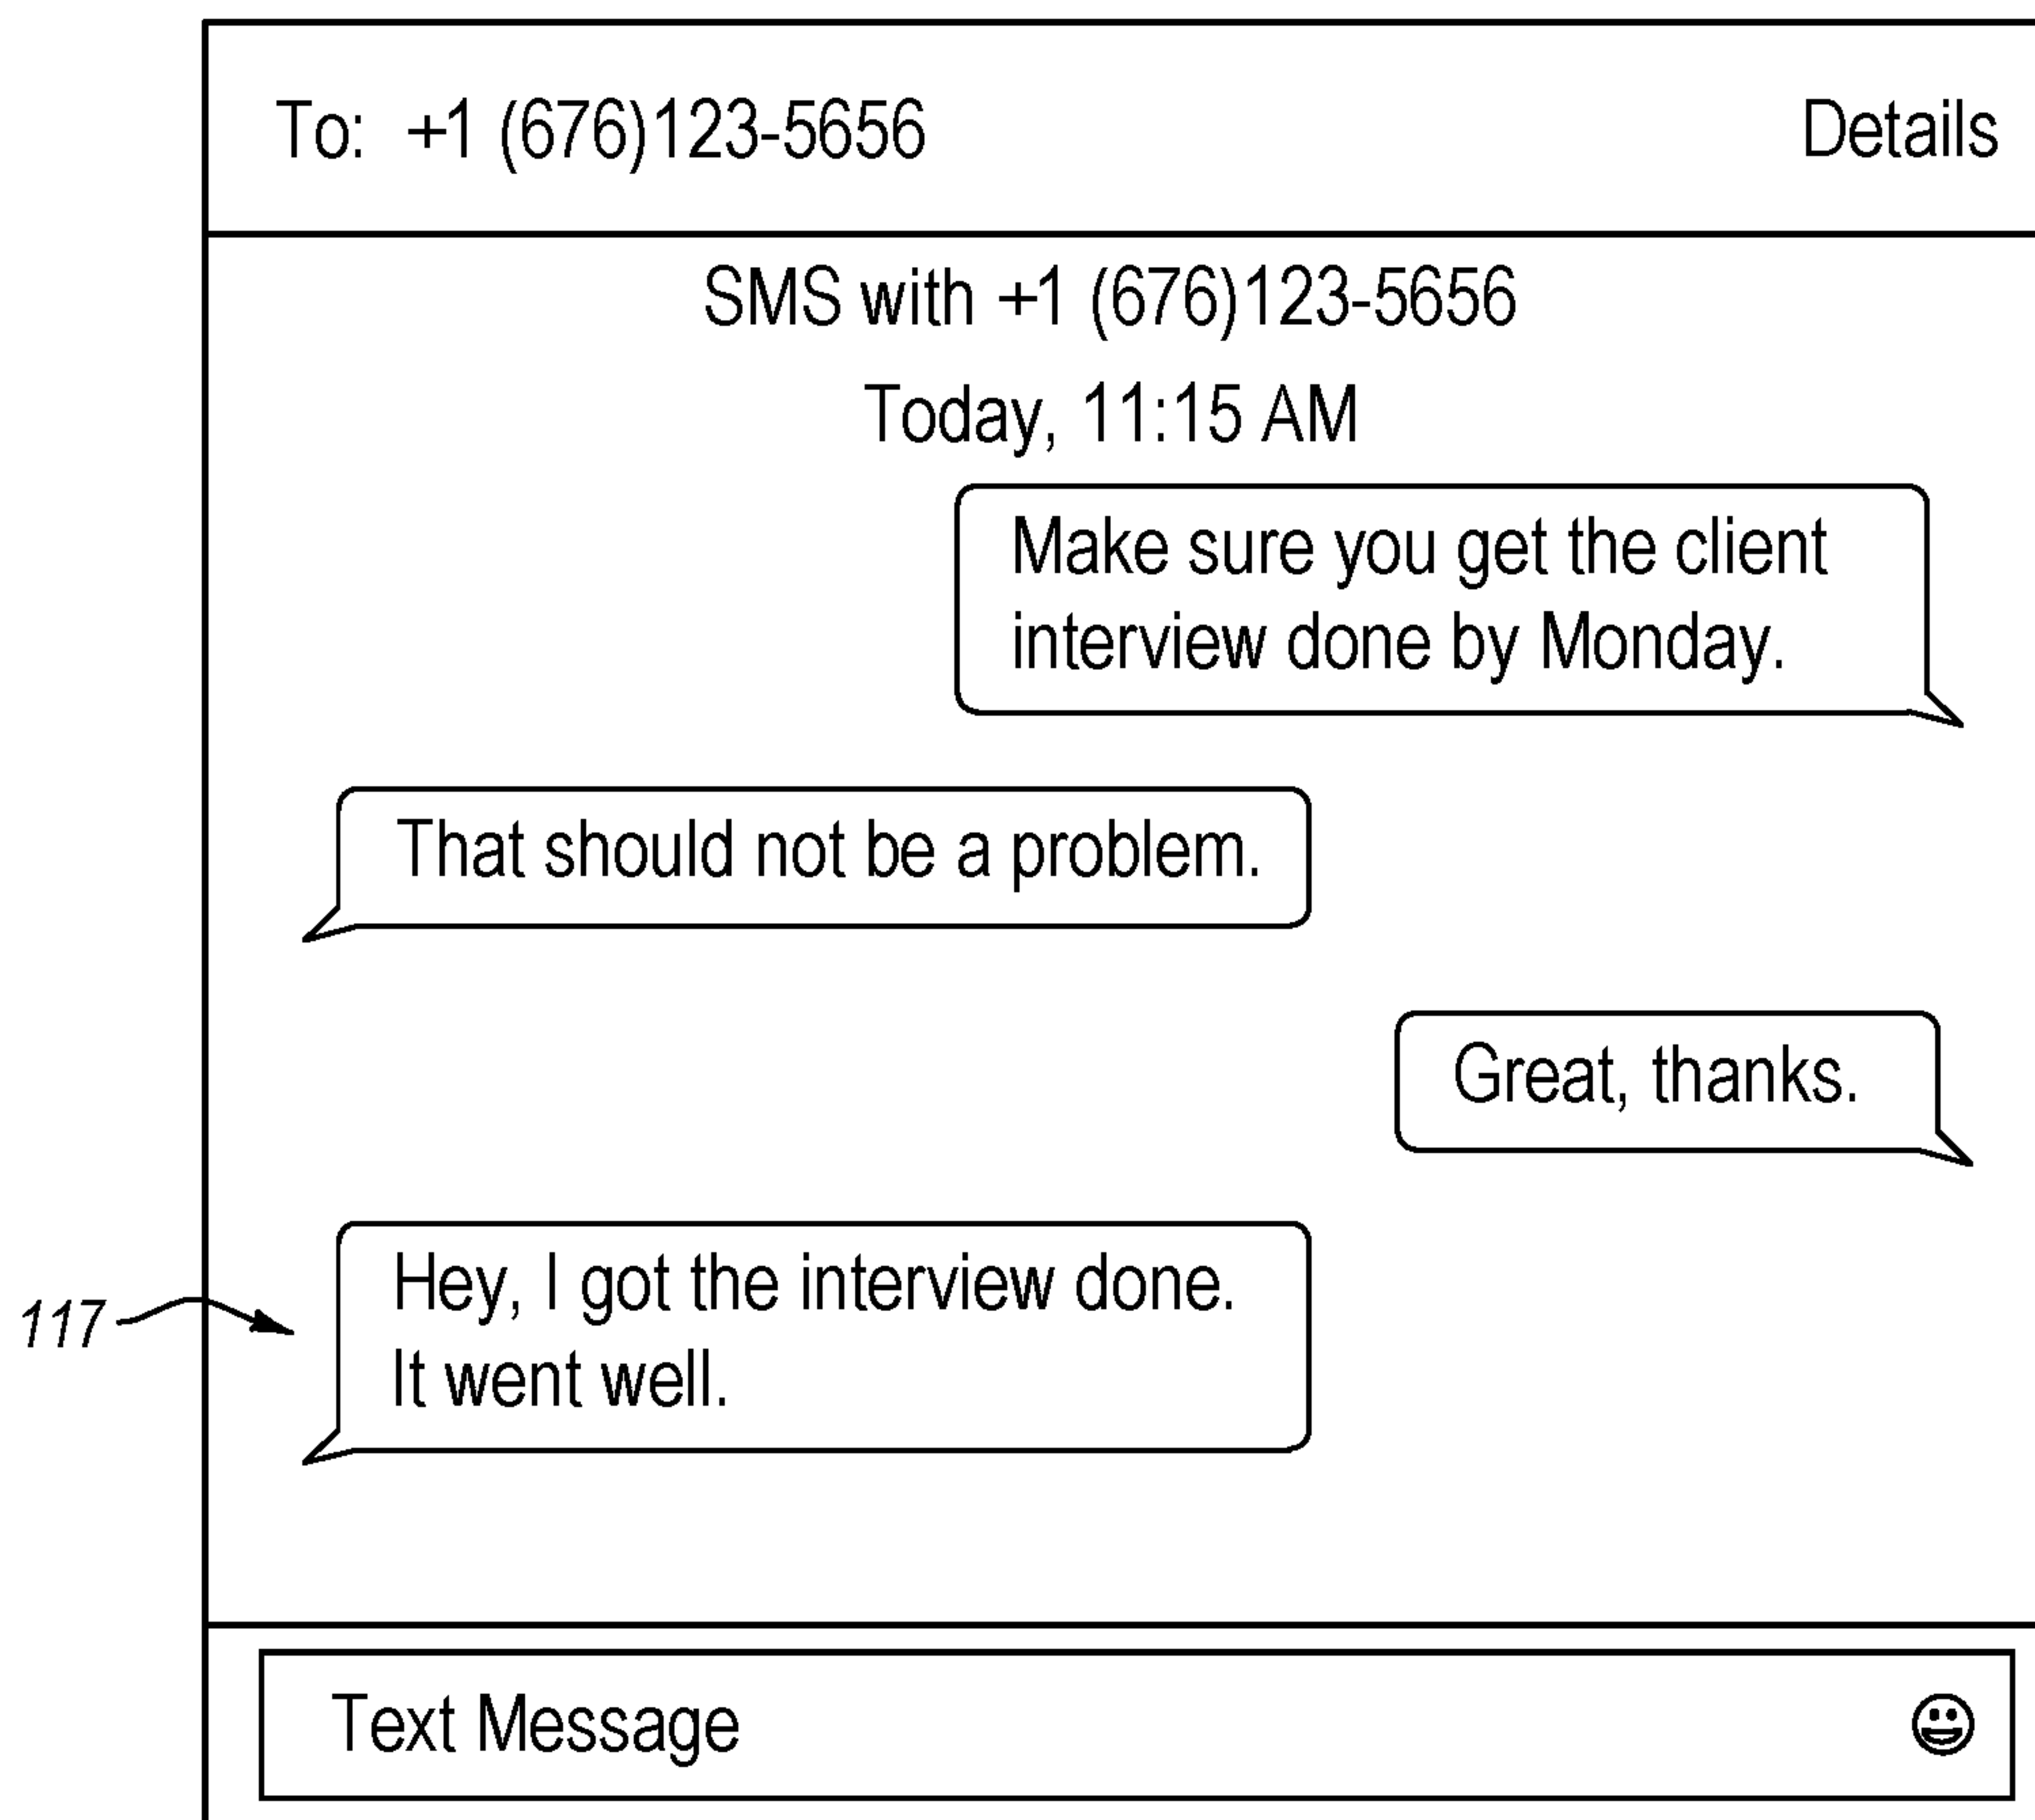 To: +1 (676)123-5656 Details
SMS with +1 (676)123-5656
Today, 11:15 AM
Make sure you get the client
interview done by Monday.
That should not be a problem.
Great, thanks.
Hey, I got the interview done.
It went well.
117
Text Message